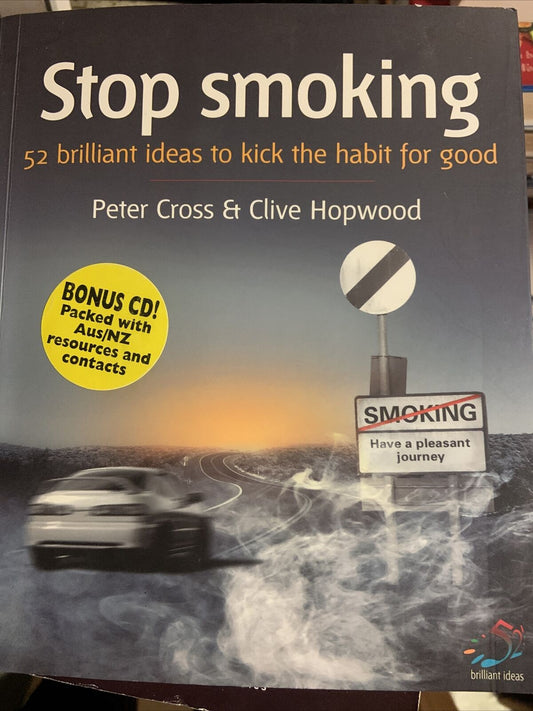 Stop smoking
52 brilliant ideas to kick the habit for good
Peter Cross & Clive Hopwood
BONUS CD!
Packed with
Aus/NZ
resources and
contacts
SMOKING
Have a pleasant
journey
52
brilliant ideas